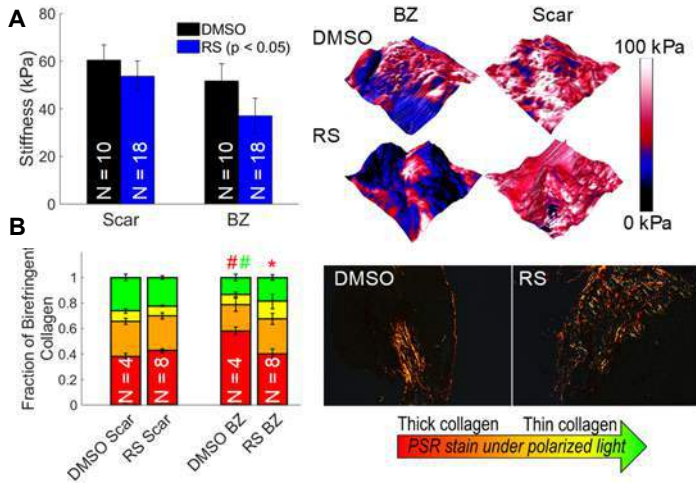 A
DMSO
RS (p < 0.05)
Stiffness (kPa)
80
60
40
20
0
N = 10
N = 18
N = 10
N = 18
Scar
BZ
BZ
Scar
DMSO
RS
100 kPa
0 kPa
B
Fraction of Birefringent
Collagen
1
0.8
0.6
0.4
0.2
0
##
*
N = 4
N = 8
N = 4
N = 8
DMSO Scar
RS Scar
DMSO BZ
RS BZ
DMSO
RS
Thick collagen
Thin collagen
PSR stain under polarized light